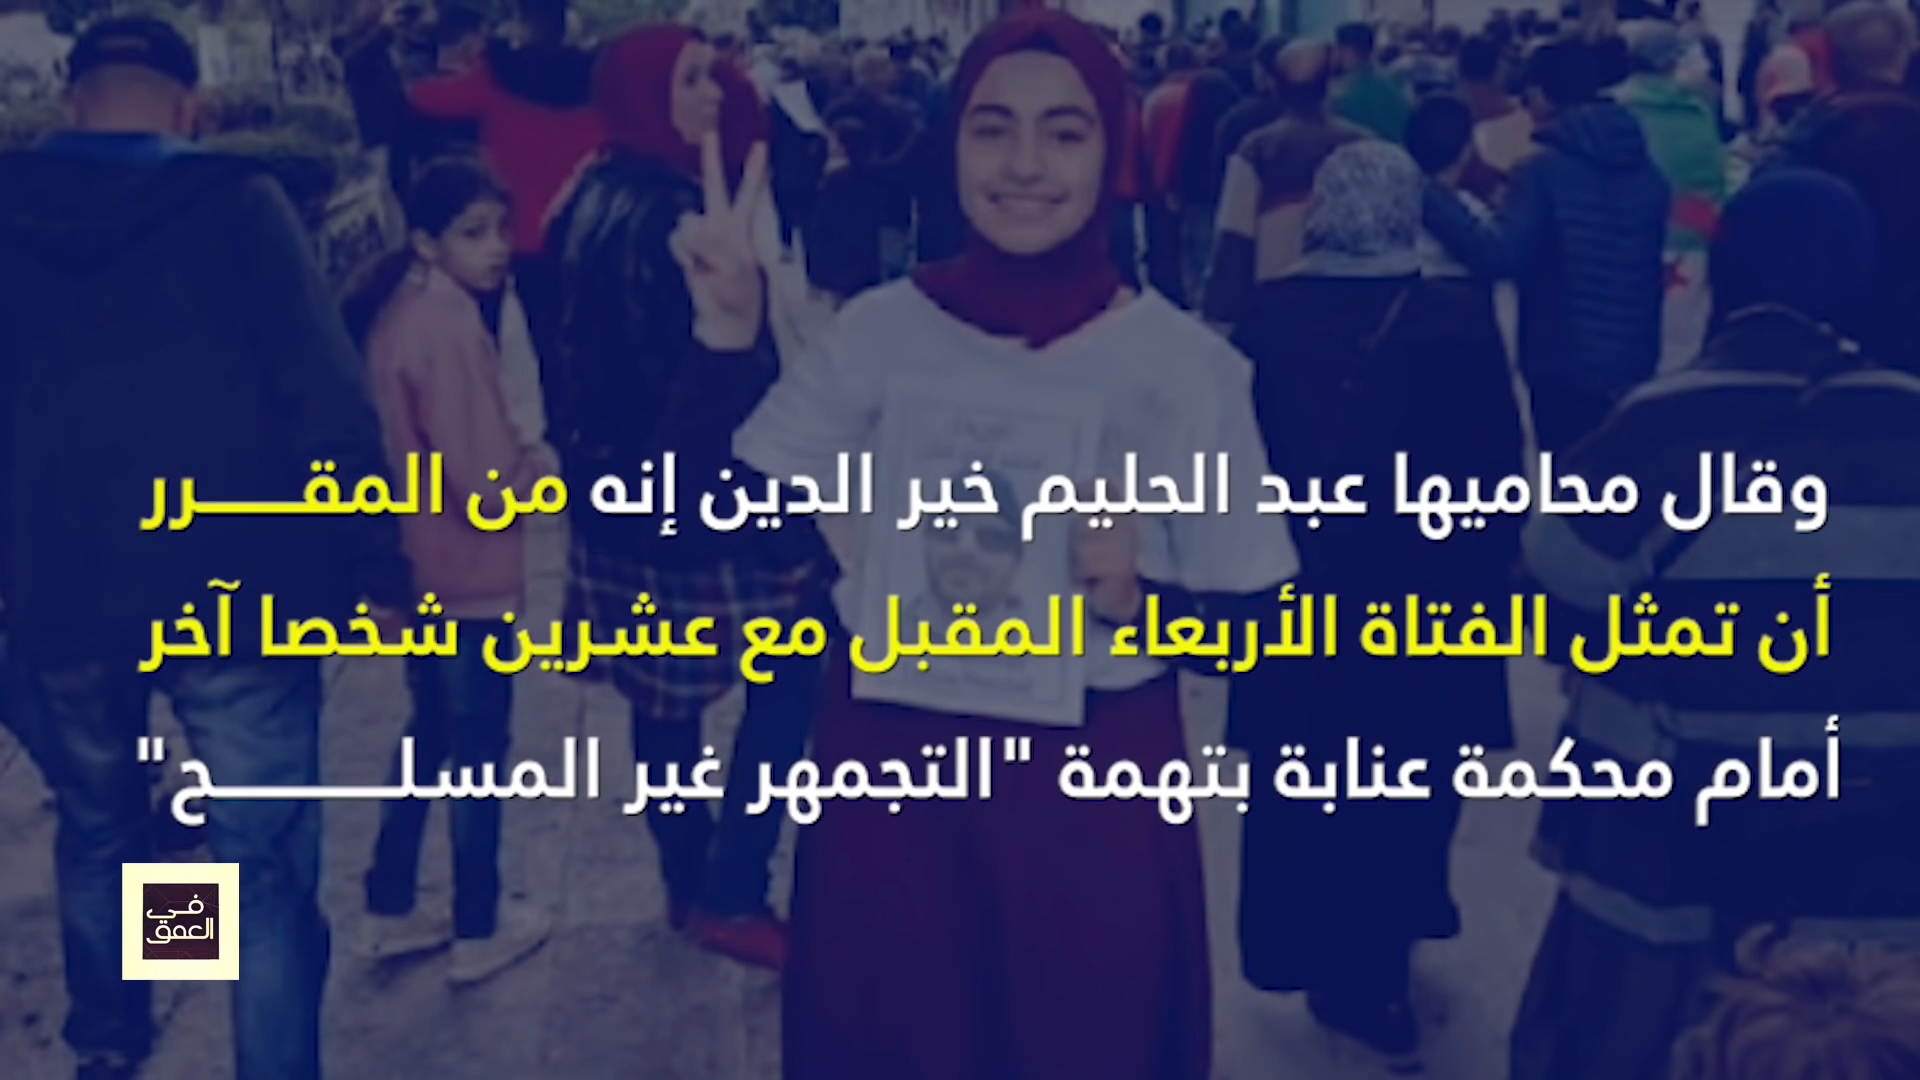 وقال محاميها عبد الحليم خير الدين إنه من المقـــرر
أن تمثل الفتاة الأربعاء المقبل مع عشرين شخصا آخر
أمام محكمة عنابة بتهمة "التجمهر غير المسلـــــح"
في
العمق